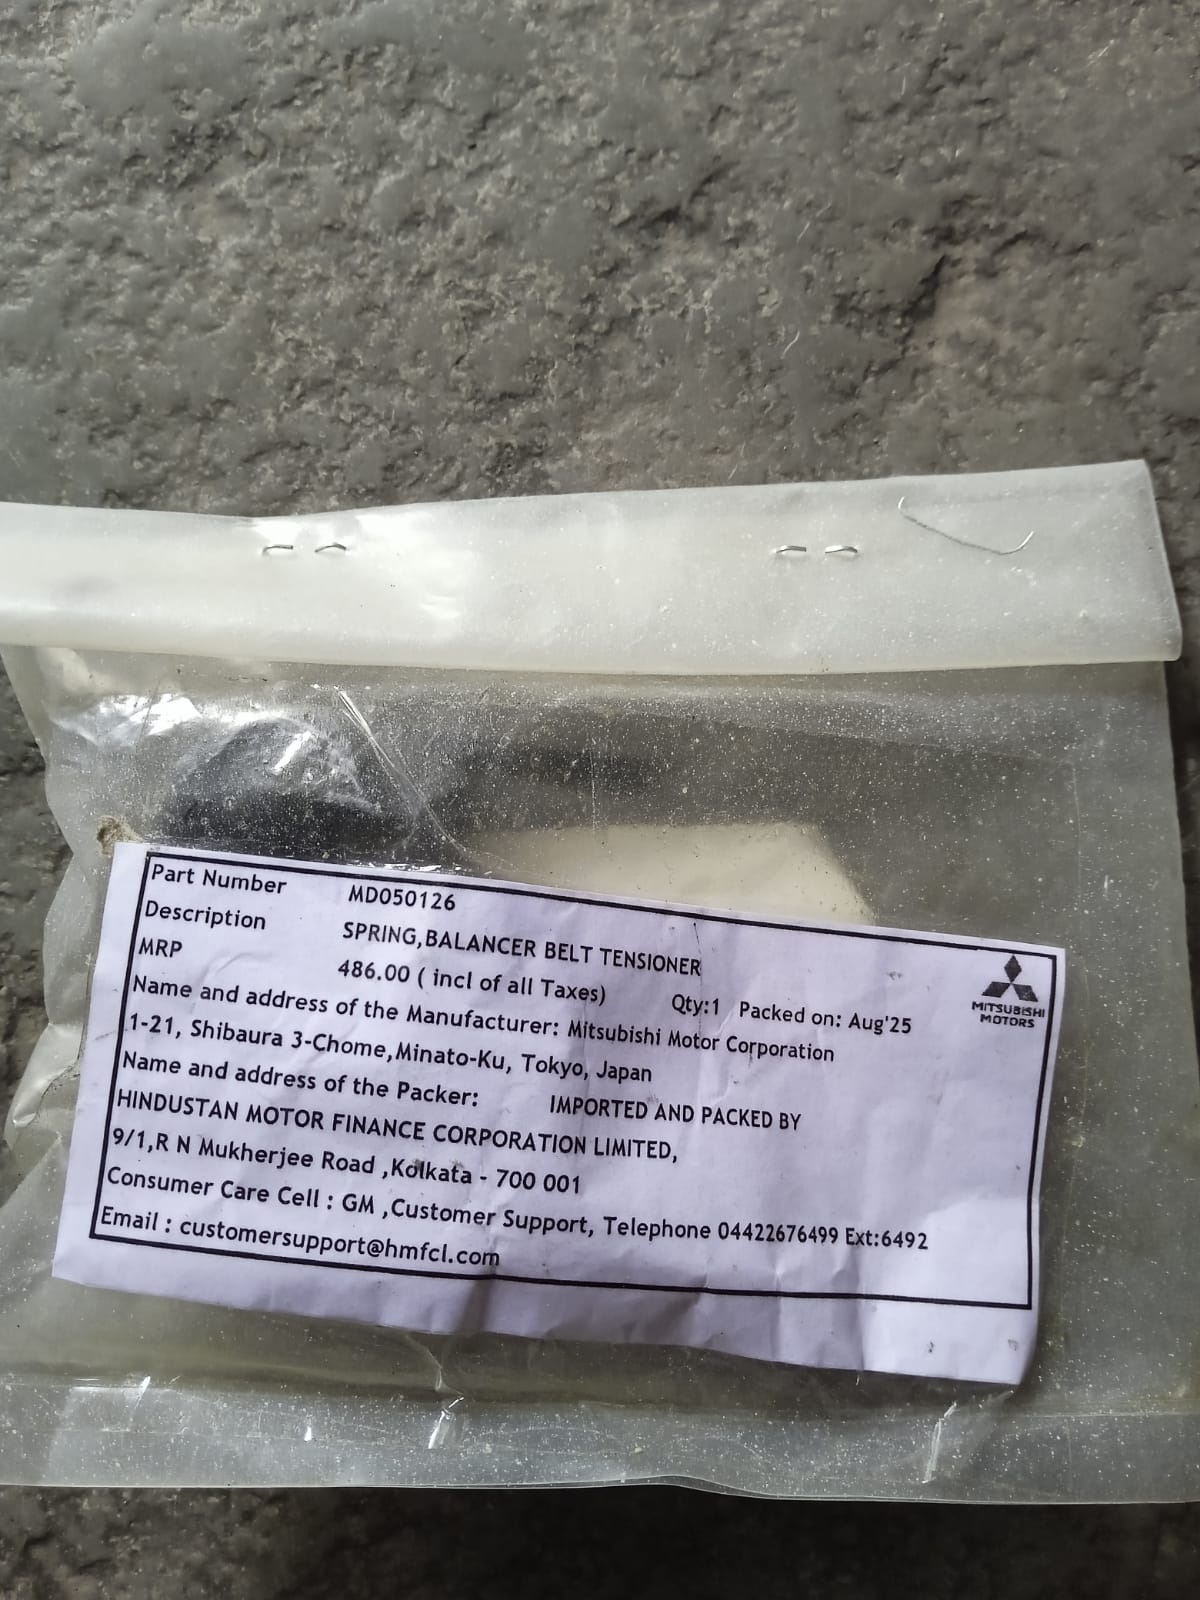 Part Number MD050126
Description SPRING,BALANCER BELT TENSIONER
MRP 486.00 ( incl of all Taxes) Qty:1 Packed on: Aug'25
Name and address of the Manufacturer: Mitsubishi Motor Corporation
1-21, Shibaura 3-Chome,Minato-Ku, Tokyo, Japan
Name and address of the Packer: IMPORTED AND PACKED BY
HINDUSTAN MOTOR FINANCE CORPORATION LIMITED,
9/1,R N Mukherjee Road ,Kolkata - 700 001
Consumer Care Cell : GM ,Customer Support, Telephone 04422676499 Ext:6492
Email : customersupport@hmfcl.com
MITSUBISHI
MOTORS